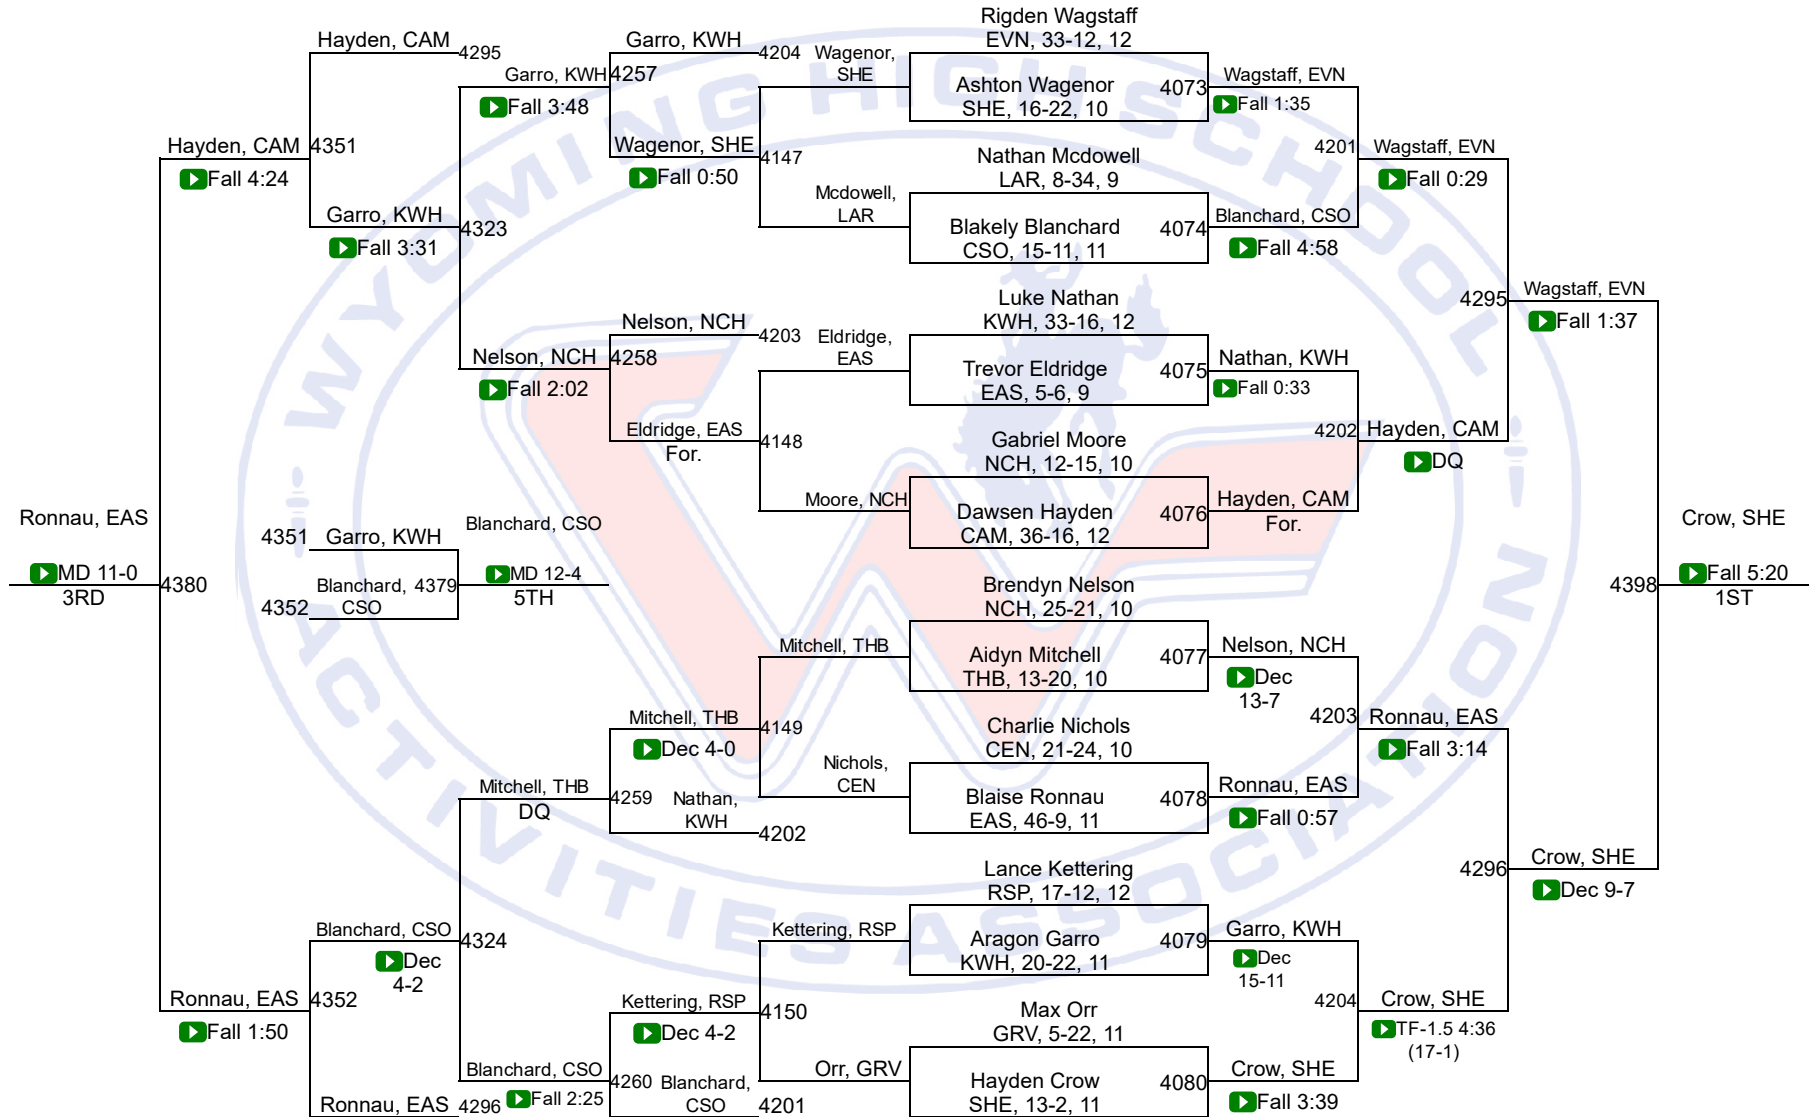 WYOMING HIGH SCHOOL
ACTIVITIES ASSOCIATION
Ronnau, EAS
MD 11-0
3RD
4380
Hayden, CAM
Fall 4:24
Ronnau, EAS
Fall 1:50
Hayden, CAM
4295
4351
Garro, KWH
Fall 3:31
4351
Garro, KWH
Blanchard,
CSO
4352
4379
Blanchard, CSO
MD 12-4
5TH
Blanchard, CSO
Dec
4-2
4352
Ronnau, EAS
4296
Garro, KWH
Fall 3:48
4323
Nelson, NCH
Fall 2:02
Mitchell, THB
DQ
4324
Blanchard, CSO
Fall 2:25
Garro, KWH
4204
4257
Wagenor, SHE
Fall 0:50
Nelson, NCH
4203
4258
Eldridge, EAS
For.
Mitchell, THB
Dec 4-0
4259
Nathan,
KWH
4202
Kettering, RSP
Dec 4-2
4260
Blanchard,
CSO
4201
Wagenor,
SHE
4147
Mcdowell,
LAR
Eldridge,
EAS
4148
Moore, NCH
Mitchell, THB
4149
Nichols,
CEN
Kettering, RSP
4150
Orr, GRV
Rigden Wagstaff
EVN, 33-12, 12
Ashton Wagenor
SHE, 16-22, 10
4073
Nathan Mcdowell
LAR, 8-34, 9
Blakely Blanchard
CSO, 15-11, 11
4074
Luke Nathan
KWH, 33-16, 12
Trevor Eldridge
EAS, 5-6, 9
4075
Gabriel Moore
NCH, 12-15, 10
Dawsen Hayden
CAM, 36-16, 12
4076
Brendyn Nelson
NCH, 25-21, 10
Aidyn Mitchell
THB, 13-20, 10
4077
Charlie Nichols
CEN, 21-24, 10
Blaise Ronnau
EAS, 46-9, 11
4078
Lance Kettering
RSP, 17-12, 12
Aragon Garro
KWH, 20-22, 11
4079
Max Orr
GRV, 5-22, 11
Hayden Crow
SHE, 13-2, 11
4080
Wagstaff, EVN
Fall 1:35
4201
Blanchard, CSO
Fall 4:58
Nathan, KWH
Fall 0:33
4202
Hayden, CAM
For.
Nelson, NCH
Dec
13-7
4203
Ronnau, EAS
Fall 0:57
Garro, KWH
Dec
15-11
4204
Crow, SHE
Fall 3:39
Wagstaff, EVN
Fall 0:29
4295
Hayden, CAM
DQ
Ronnau, EAS
Fall 3:14
4296
Crow, SHE
TF-1.5 4:36
(17-1)
Wagstaff, EVN
Fall 1:37
4398
Crow, SHE
Dec 9-7
Crow, SHE
Fall 5:20
1ST